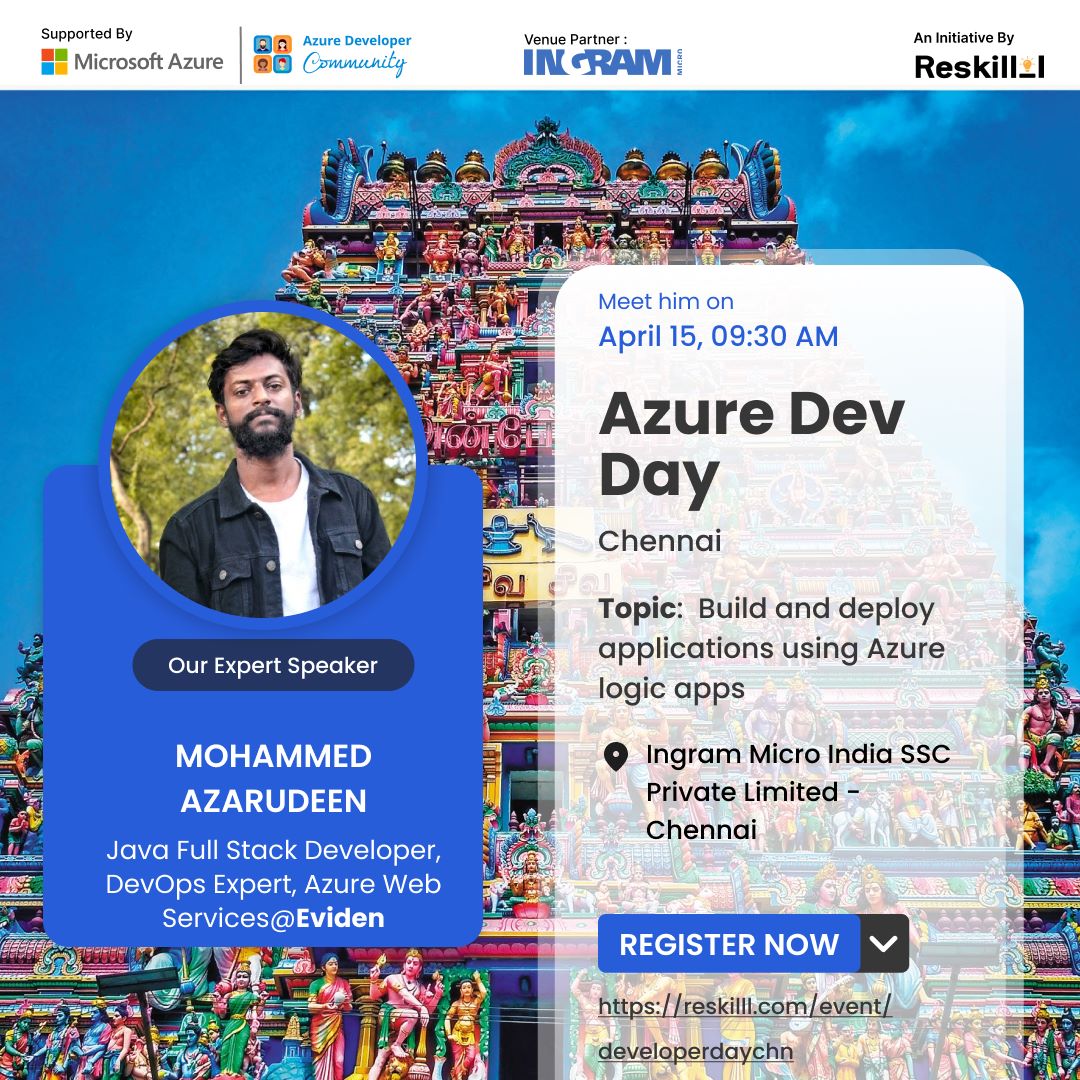 Supported By
Microsoft Azure
Azure Developer
Community
Venue Partner :
INGRAM MICRO
An Initiative By
Reskilll
Meet him on
April 15, 09:30 AM
Azure Dev
Day
Chennai
Topic: Build and deploy
applications using Azure
logic apps
Ingram Micro India SSC
Private Limited -
Chennai
REGISTER NOW
https://reskilll.com/event/
developerdaychn
Our Expert Speaker
MOHAMMED
AZARUDEEN
Java Full Stack Developer,
DevOps Expert, Azure Web
Services@Eviden